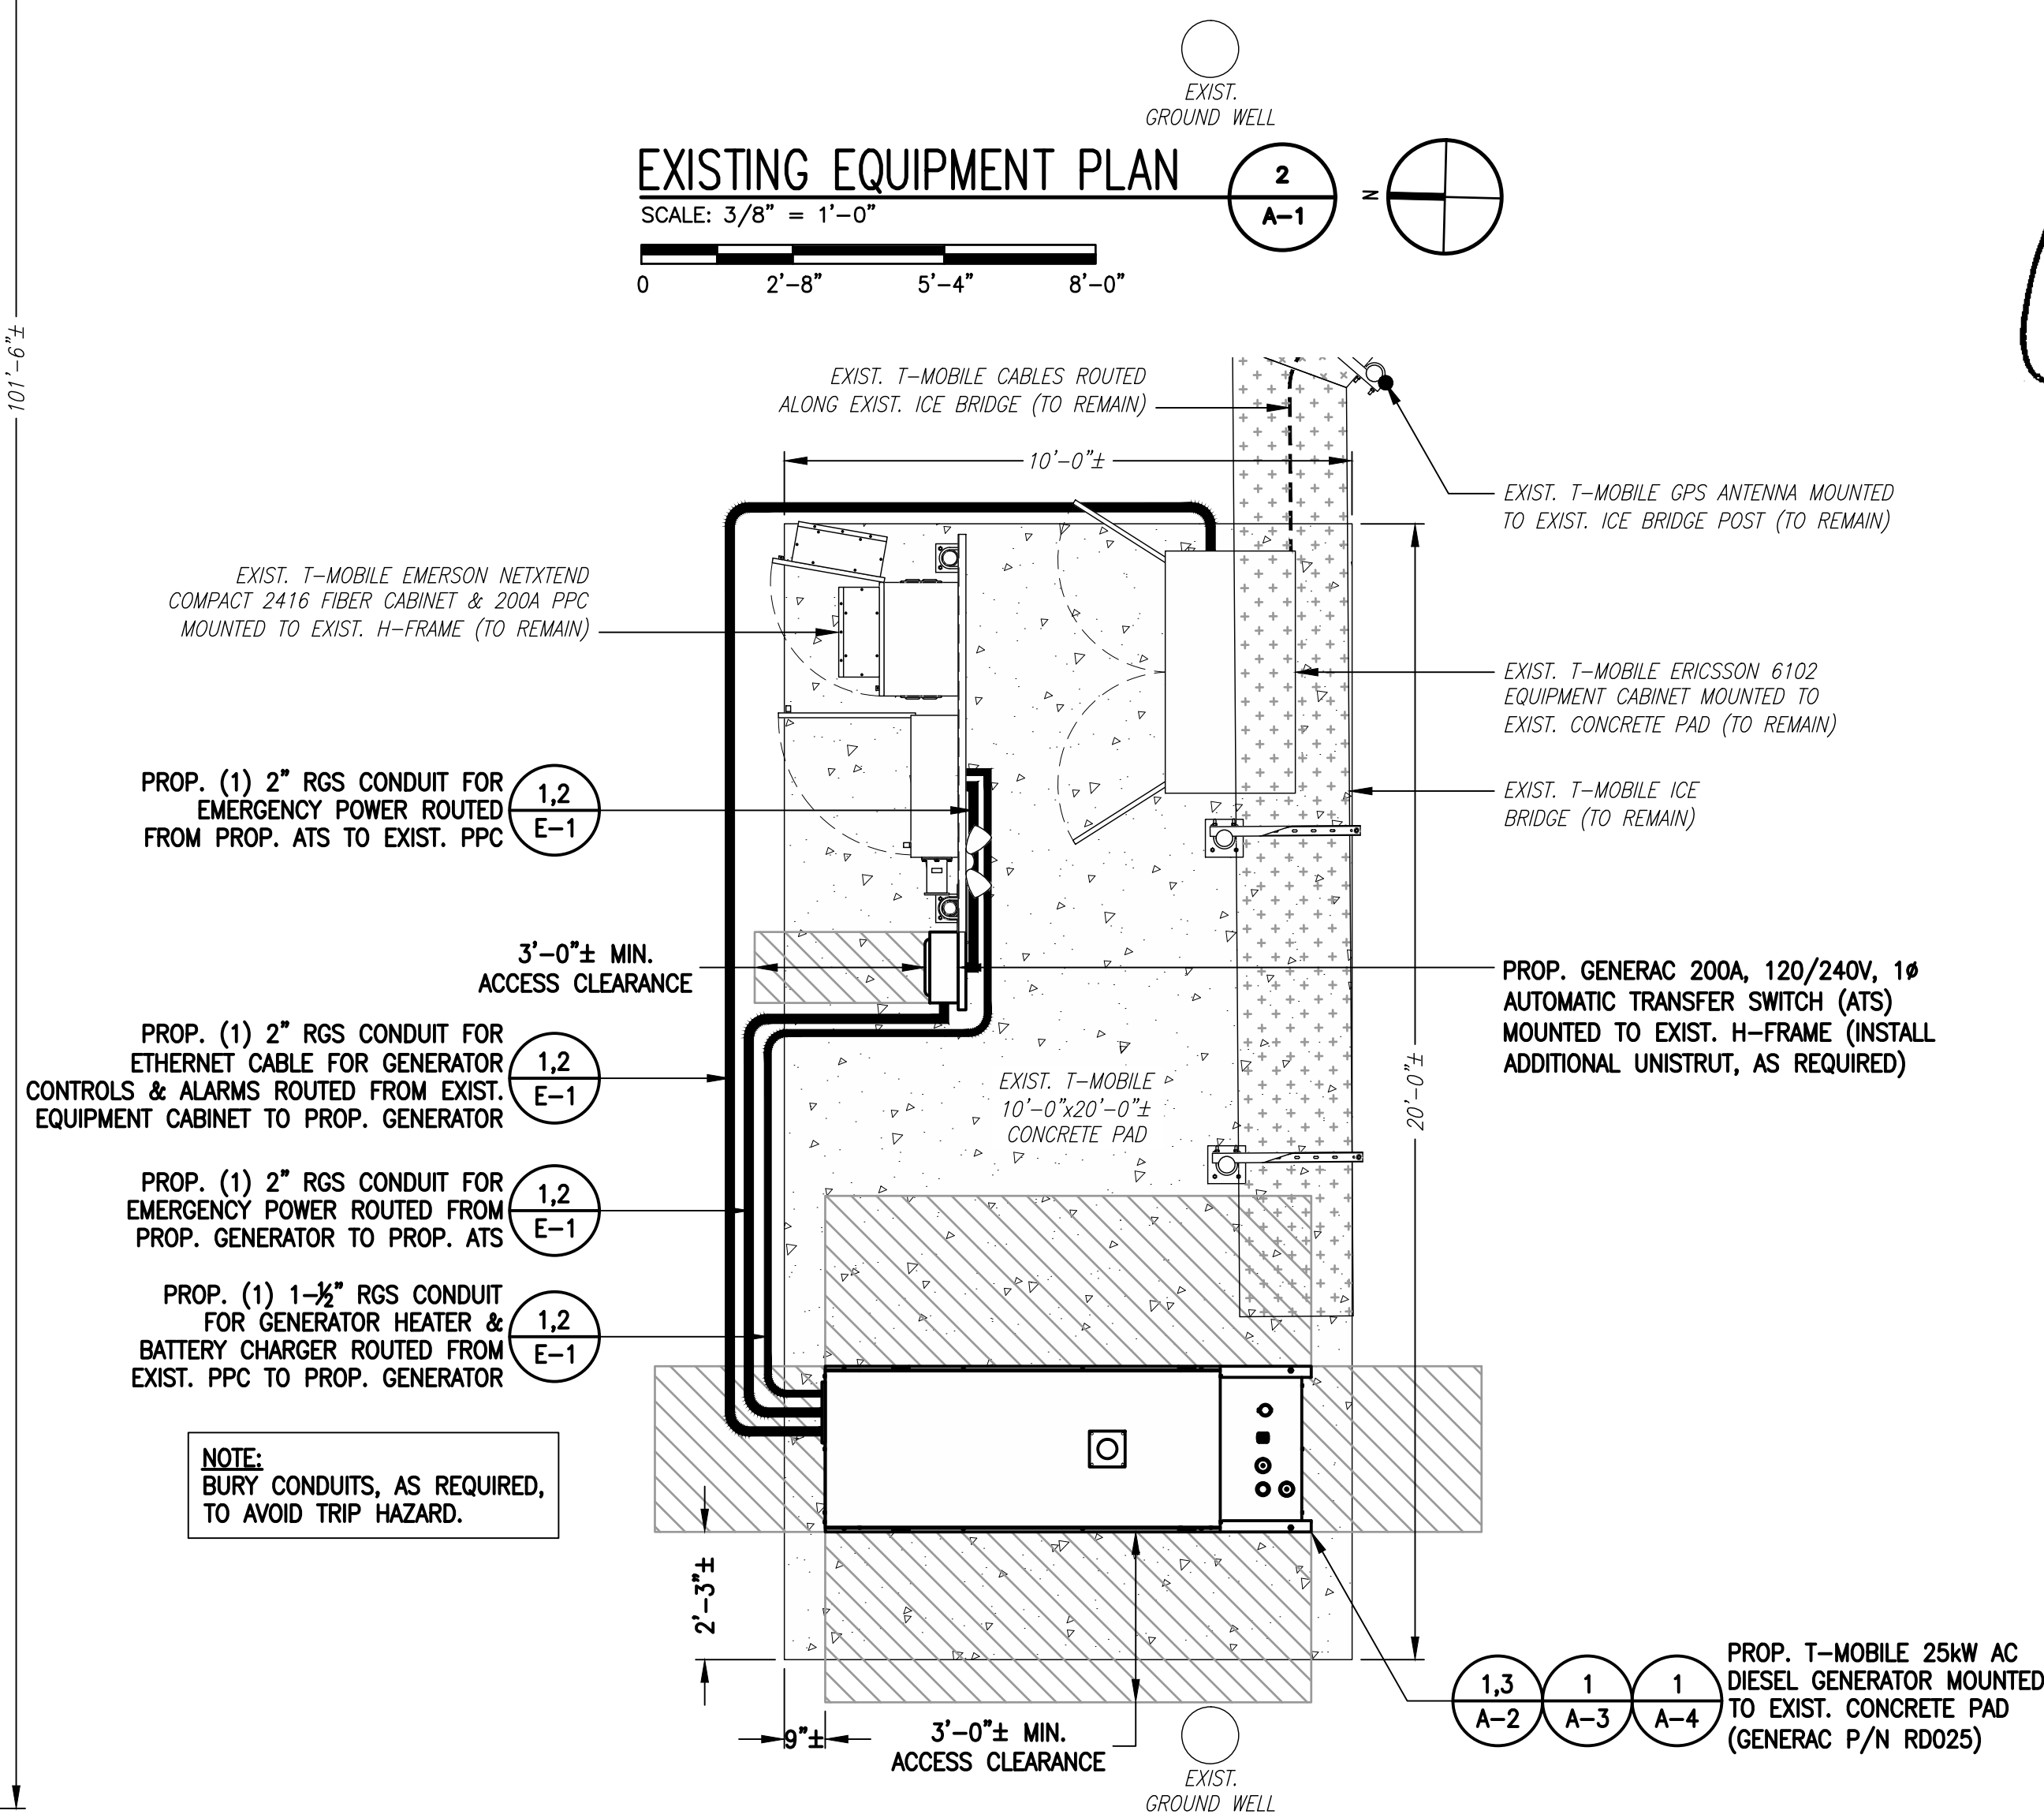 EXIST.
GROUND WELL
EXISTING EQUIPMENT PLAN
SCALE: 3/8" = 1'-0"
2
A-1
N
0
2'-8"
5'-4"
8'-0"
101'-6"±
EXIST. T-MOBILE CABLES ROUTED
ALONG EXIST. ICE BRIDGE (TO REMAIN)
10'-0"±
EXIST. T-MOBILE GPS ANTENNA MOUNTED
TO EXIST. ICE BRIDGE POST (TO REMAIN)
EXIST. T-MOBILE EMERSON NETXTEND
COMPACT 2416 FIBER CABINET & 200A PPC
MOUNTED TO EXIST. H-FRAME (TO REMAIN)
EXIST. T-MOBILE ERICSSON 6102
EQUIPMENT CABINET MOUNTED TO
EXIST. CONCRETE PAD (TO REMAIN)
PROP. (1) 2" RGS CONDUIT FOR
EMERGENCY POWER ROUTED
FROM PROP. ATS TO EXIST. PPC
1,2
E-1
EXIST. T-MOBILE ICE
BRIDGE (TO REMAIN)
3'-0"± MIN.
ACCESS CLEARANCE
PROP. GENERAC 200A, 120/240V, 1ø
AUTOMATIC TRANSFER SWITCH (ATS)
MOUNTED TO EXIST. H-FRAME (INSTALL
ADDITIONAL UNISTRUT, AS REQUIRED)
PROP. (1) 2" RGS CONDUIT FOR
ETHERNET CABLE FOR GENERATOR
CONTROLS & ALARMS ROUTED FROM EXIST.
EQUIPMENT CABINET TO PROP. GENERATOR
1,2
E-1
EXIST. T-MOBILE
10'-0"x20'-0"±
CONCRETE PAD
20'-0"±
PROP. (1) 2" RGS CONDUIT FOR
EMERGENCY POWER ROUTED FROM
PROP. GENERATOR TO PROP. ATS
1,2
E-1
PROP. (1) 1-½" RGS CONDUIT
FOR GENERATOR HEATER &
BATTERY CHARGER ROUTED FROM
EXIST. PPC TO PROP. GENERATOR
1,2
E-1
NOTE:
BURY CONDUITS, AS REQUIRED,
TO AVOID TRIP HAZARD.
2'-3"±
9"±
3'-0"± MIN.
ACCESS CLEARANCE
1,3
A-2
1
A-3
1
A-4
PROP. T-MOBILE 25kW AC
DIESEL GENERATOR MOUNTED
TO EXIST. CONCRETE PAD
(GENERAC P/N RD025)
EXIST.
GROUND WELL